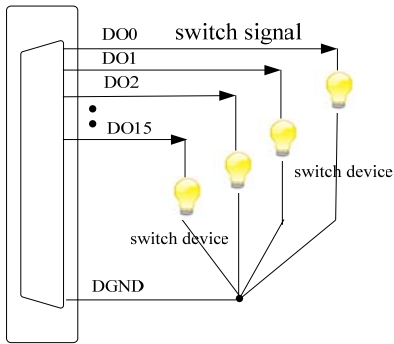 DO0
switch signal
DO1
DO2
DO15
switch device
switch device
DGND